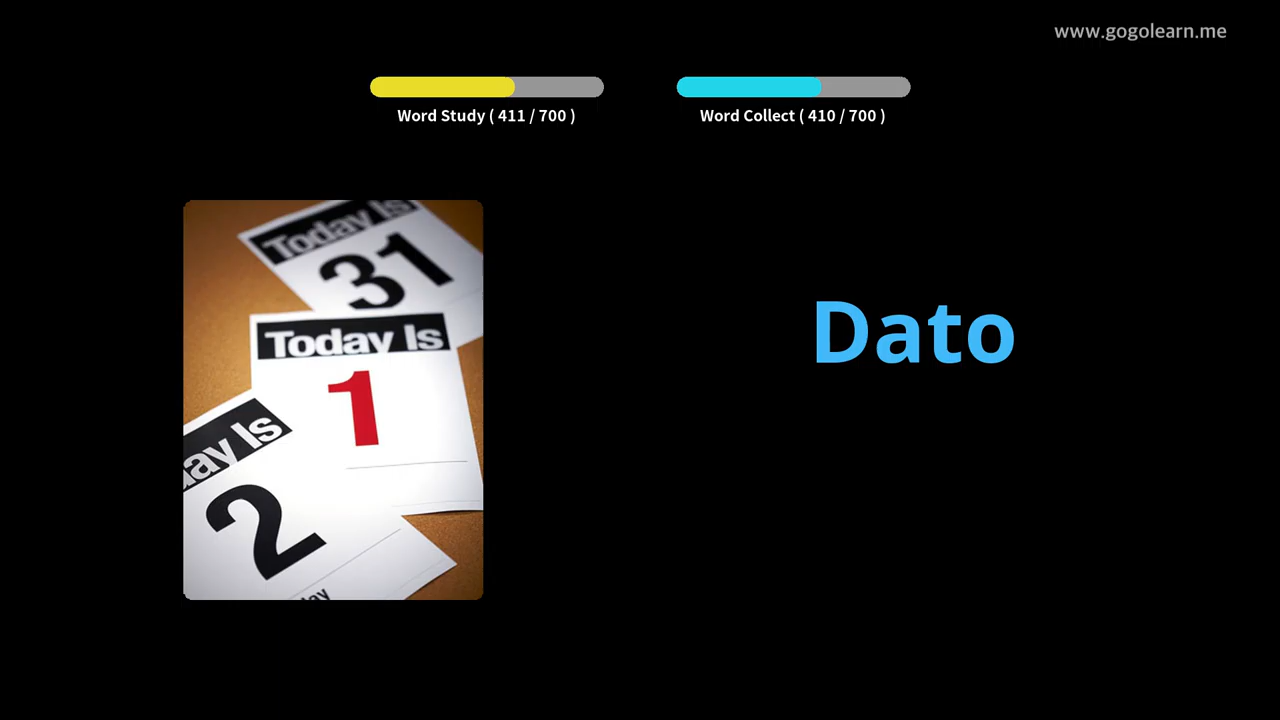 www.gogolearn.me
Word Study ( 411 / 700 )
Word Collect ( 410 / 700 )
Today Is
31
Today Is
1
ay Is
2
ay
Dato